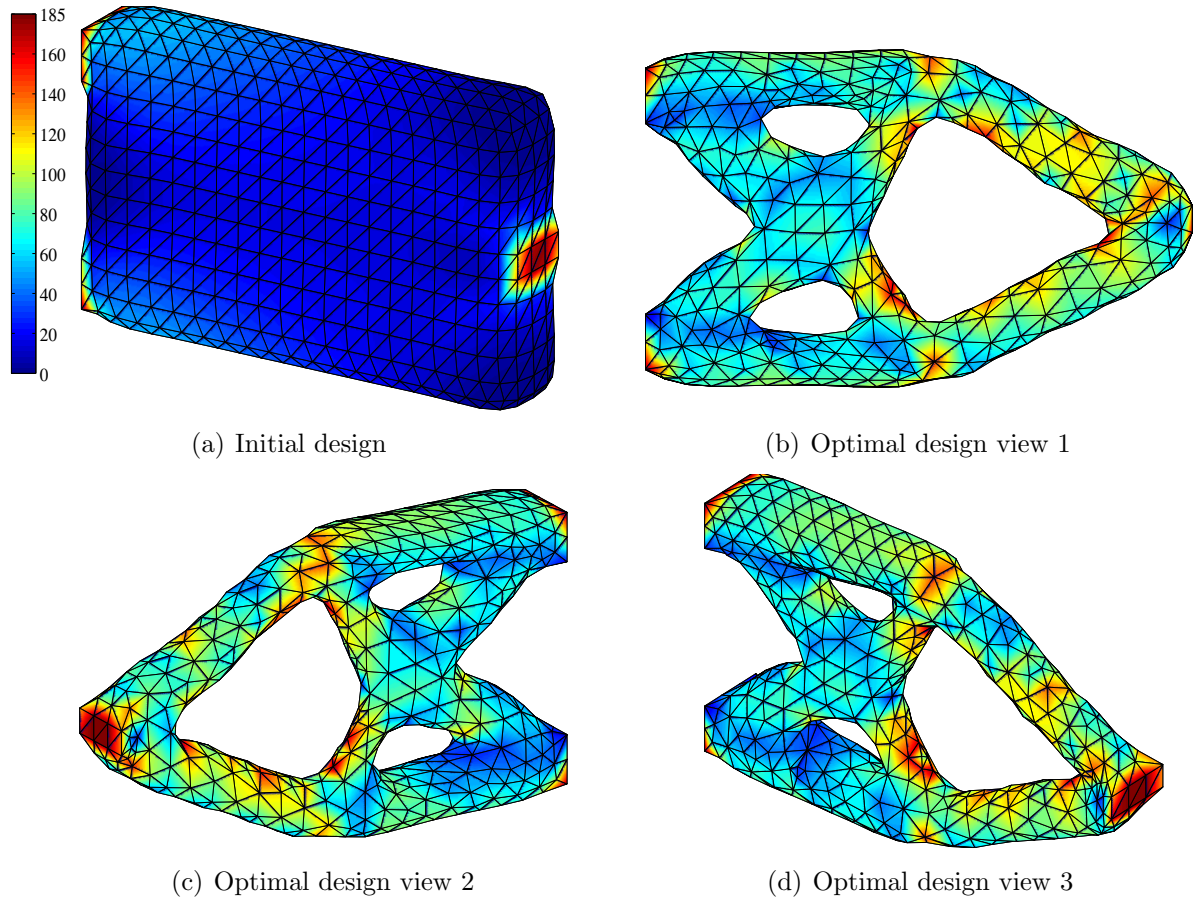 185
160
140
120
100
80
60
40
20
0
(a) Initial design
(b) Optimal design view 1
(c) Optimal design view 2
(d) Optimal design view 3